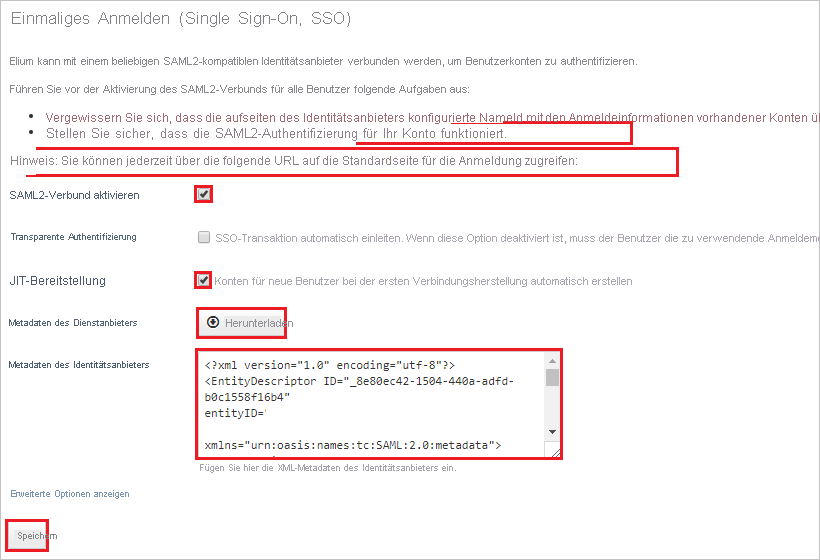 Einmaliges Anmelden (Single Sign-On, SSO)
Elium kann mit einem beliebigen SAML2-kompatiblen Identitätsanbieter verbunden werden, um Benutzerkonten zu authentifizieren.
Führen Sie vor der Aktivierung des SAML2-Verbunds für alle Benutzer folgende Aufgaben aus:
Vergewissern Sie sich, dass die aufseiten des Identitätsanbieters konfigurierte NameId mit den Anmeldeinformationen vorhandener Konten ü
Stellen Sie sicher, dass die SAML2-Authentifizierung für Ihr Konto funktioniert.
Hinweis: Sie können jederzeit über die folgende URL auf die Standardseite für die Anmeldung zugreifen:
SAML2-Verbund aktivieren
Transparente Authentifizierung SSO-Transaktion automatisch einleiten. Wenn diese Option deaktiviert ist, muss der Benutzer die zu verwendende Anmeldeme
JIT-Bereitstellung Konten für neue Benutzer bei der ersten Verbindungsherstellung automatisch erstellen
Metadaten des Dienstanbieters Herunterladen
Metadaten des Identitätsanbieters
<?xml version="1.0" encoding="utf-8"?>
<EntityDescriptor ID="_8e80ec42-1504-440a-adfd-
b0c1558f16b4"
entityID='
xmlns="urn:oasis:names:tc:SAML:2.0:metadata">
Fügen Sie hier die XML-Metadaten des Identitätsanbieters ein.
Erweiterte Optionen anzeigen
Speichern